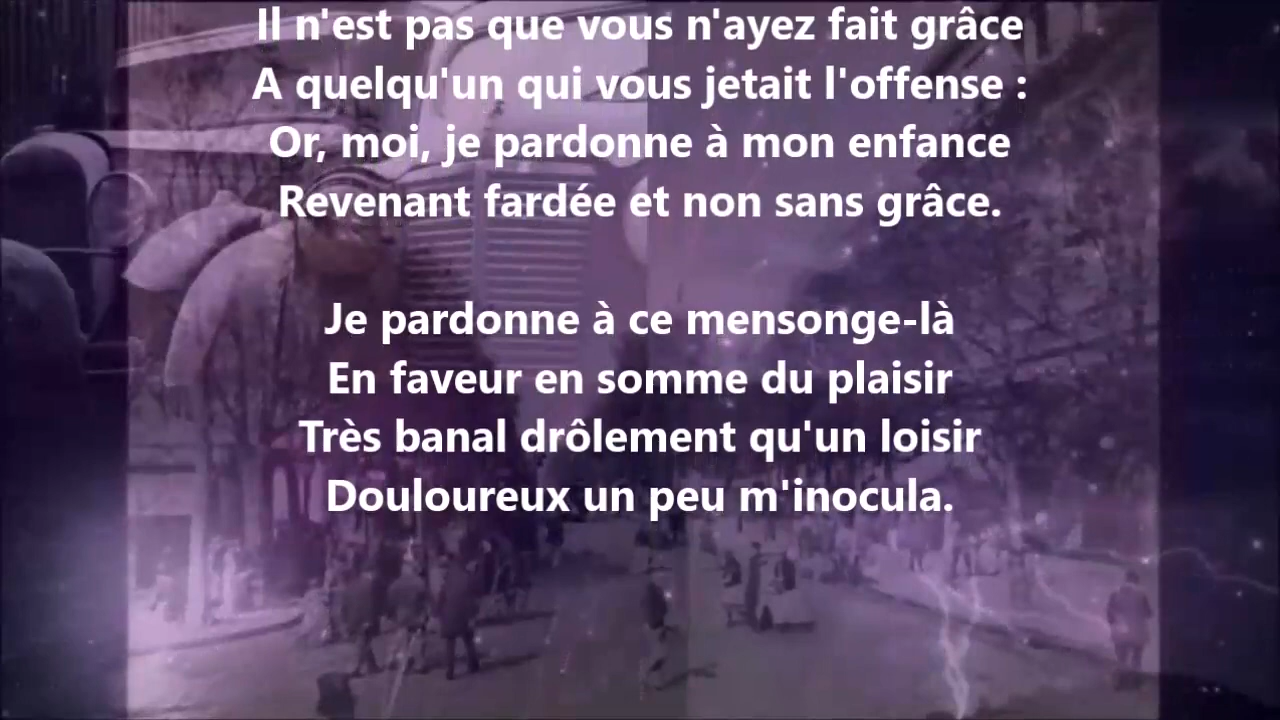 Il n'est pas que vous n'ayez fait grâce
A quelqu'un qui vous jetait l'offense :
Or, moi, je pardonne à mon enfance
Revenant fardée et non sans grâce.
Je pardonne à ce mensonge-là
En faveur en somme du plaisir
Très banal drôlement qu'un loisir
Douloureux un peu m'inocula.